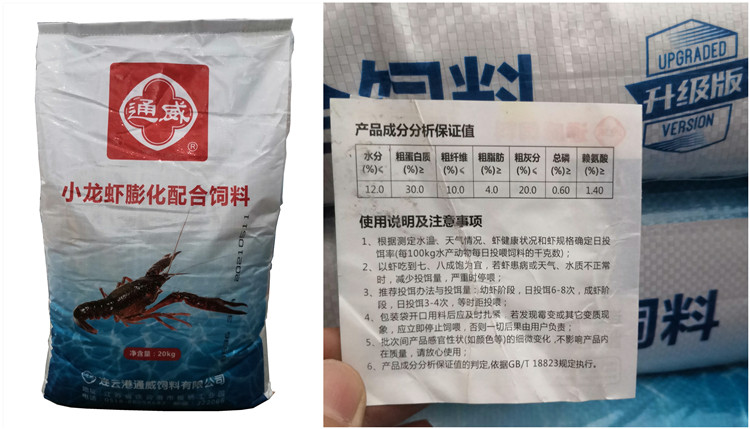 通威
®
小龙虾膨化配合饲料
净含量:20kg
连云港通威饲料有限公司
饲料
UPGRADED
升级版
VERSION
饲料
产品成分分析保证值
水分(%)≤ 粗蛋白质(%)≥ 粗纤维(%)≤ 粗脂肪(%)≥ 粗灰分(%)≤ 总磷(%)≥ 赖氨酸(%)≥
12.0 30.0 10.0 4.0 20.0 0.60 1.40
使用说明及注意事项
1、根据测定水温、天气情况、虾健康状况和虾规格确定日投
饵率(每100kg水产动物每日投喂饲料的千克数);
2、以虾吃到七、八成饱为宜,若虾患病或天气、水质不正常
时,减少投饵量,严重时停喂;
3、推荐投饵办法与投饵量:幼虾阶段,日投饵6-8次,成虾阶
段,日投饵3-4次,等时距投喂;
4、包装袋开口用料后应及时扎紧,若发现霉变或其它变质现
象,应立即停止饲喂,否则一切后果由用户负责;
5、批次间产品感官性状(如颜色等)的细微变化,不影响产品内
在质量,请放心使用;
6、产品成分分析保证值的判定,依据GB/T 18823规定执行。